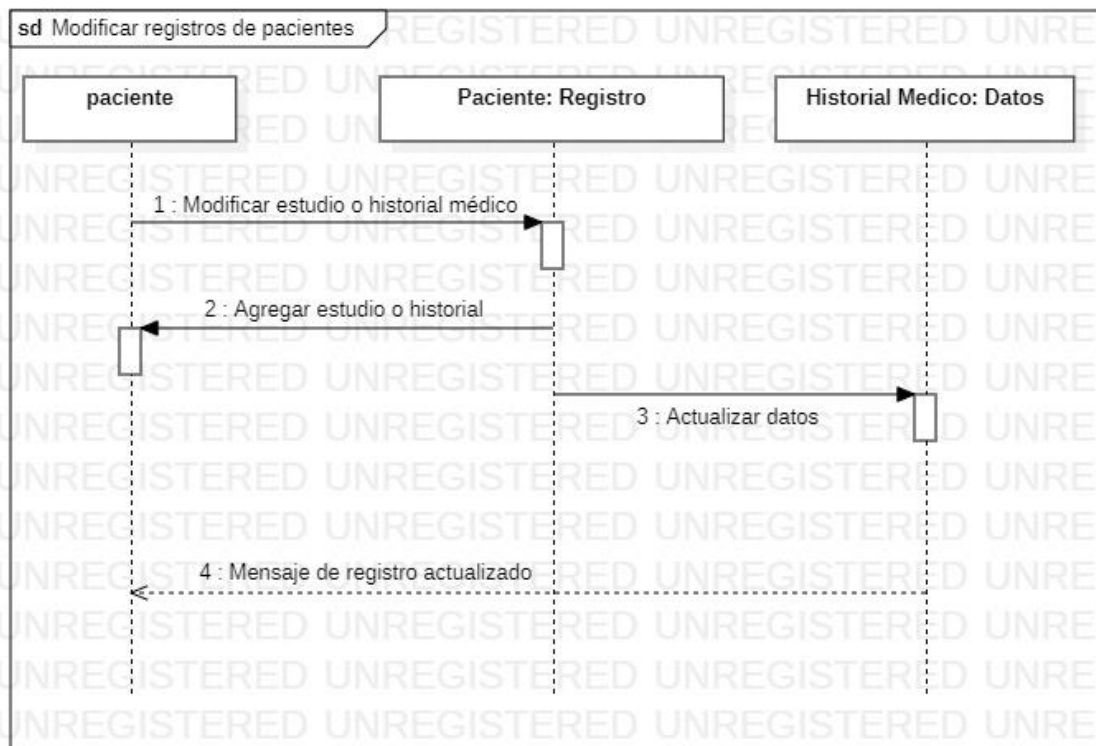 sd Modificar registros de pacientes
paciente
Paciente: Registro
Historial Medico: Datos
1 : Modificar estudio o historial médico
2 : Agregar estudio o historial
3 : Actualizar datos
4 : Mensaje de registro actualizado
UNREGISTERED